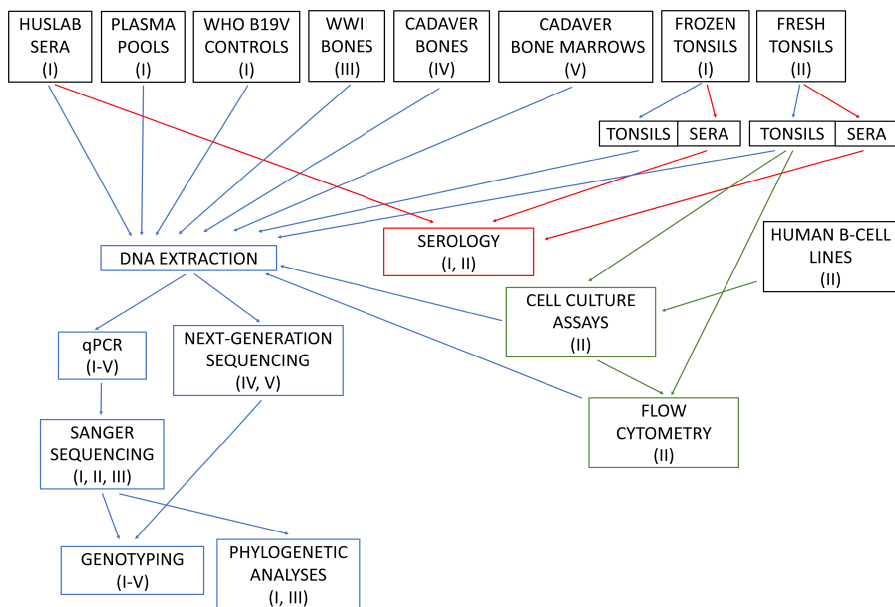 HUSLAB
SERA
(I)
PLASMA
POOLS
(I)
WHO B19V
CONTROLS
(I)
WWII
BONES
(III)
CADAVER
BONES
(IV)
CADAVER
BONE MARROWS
(V)
FROZEN
TONSILS
(I)
FRESH
TONSILS
(II)
TONSILS
SERA
TONSILS
SERA
DNA EXTRACTION
SEROLOGY
(I, II)
HUMAN B-CELL
LINES
(II)
CELL CULTURE
ASSAYS
(II)
qPCR
(I-V)
NEXT-GENERATION
SEQUENCING
(IV, V)
FLOW
CYTOMETRY
(II)
SANGER
SEQUENCING
(I, II, III)
GENOTYPING
(I-V)
PHYLOGENETIC
ANALYSES
(I, III)